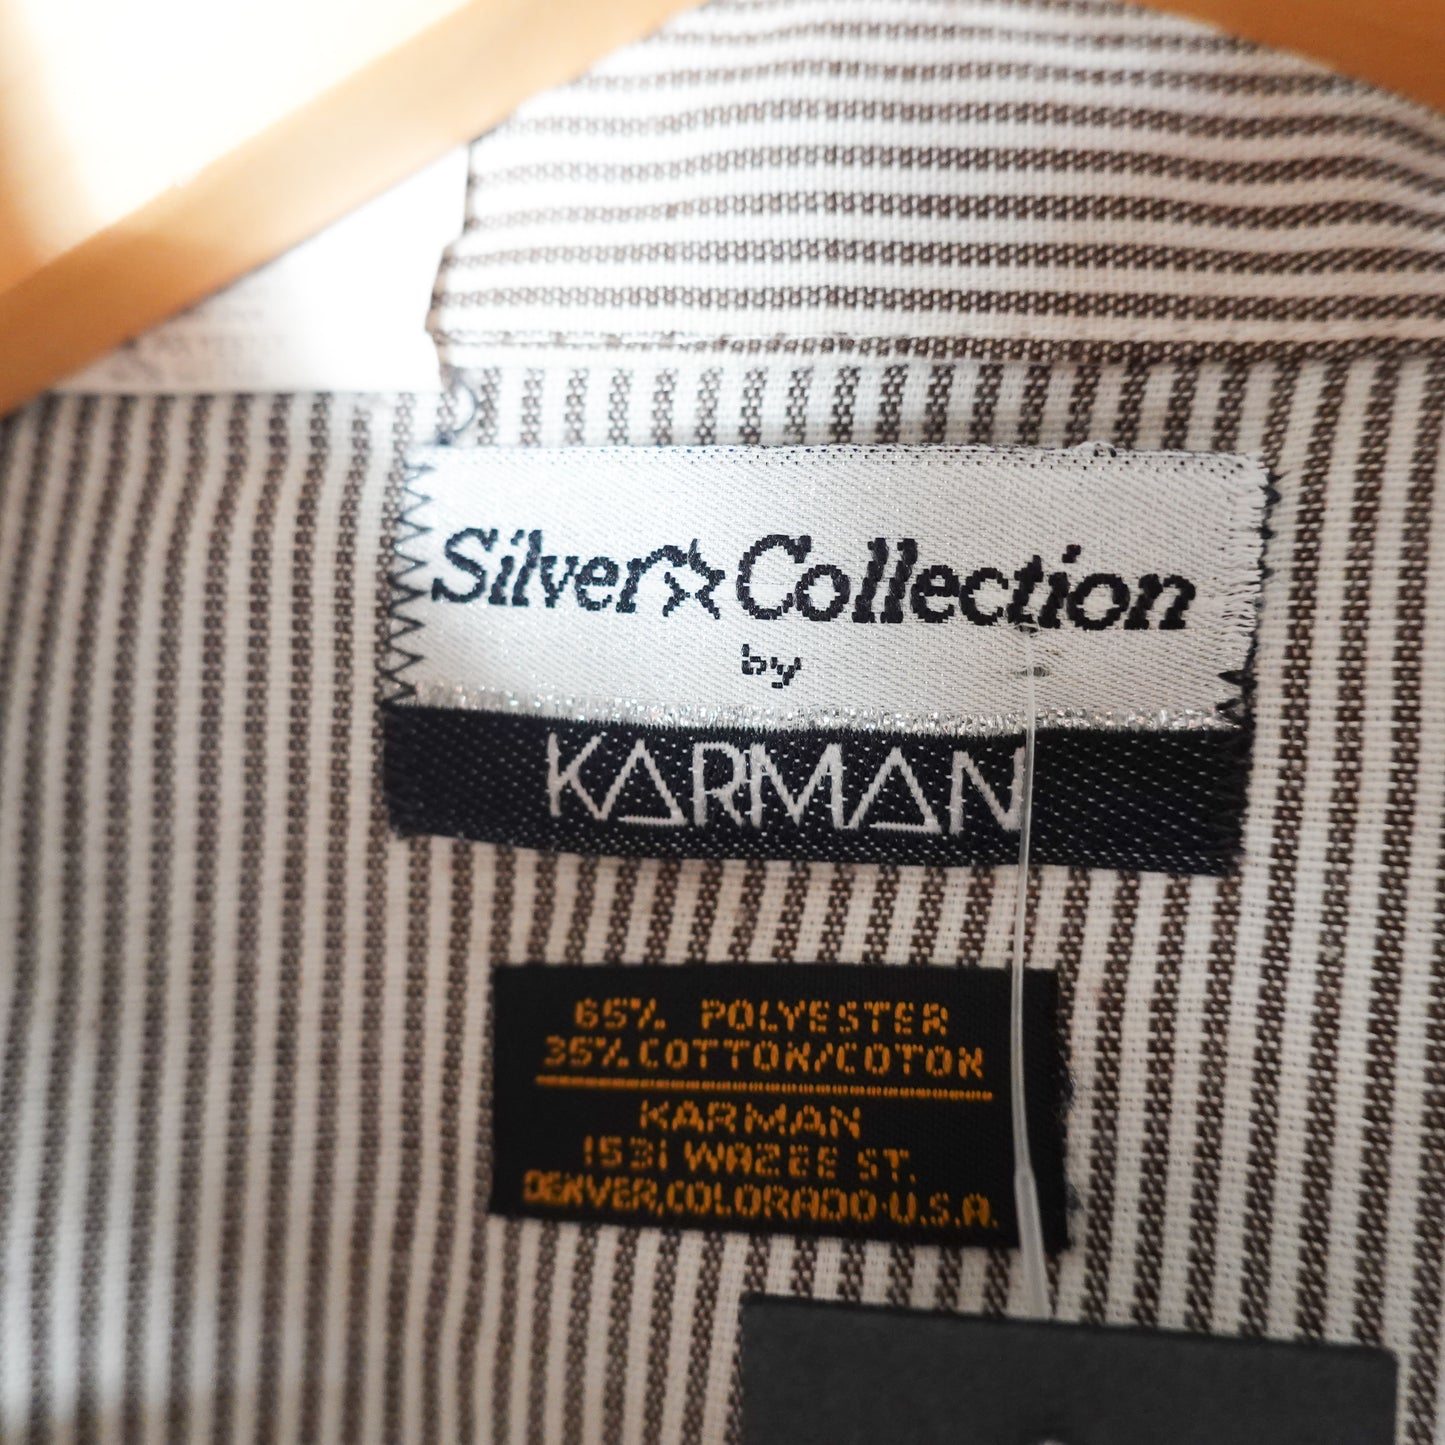 Silver☆Collection
by
KARMAN
65% POLYESTER
35% COTTON/COTON
KARMAN
1531 WAZEE ST.
DENVER, COLORADO·U.S.A.